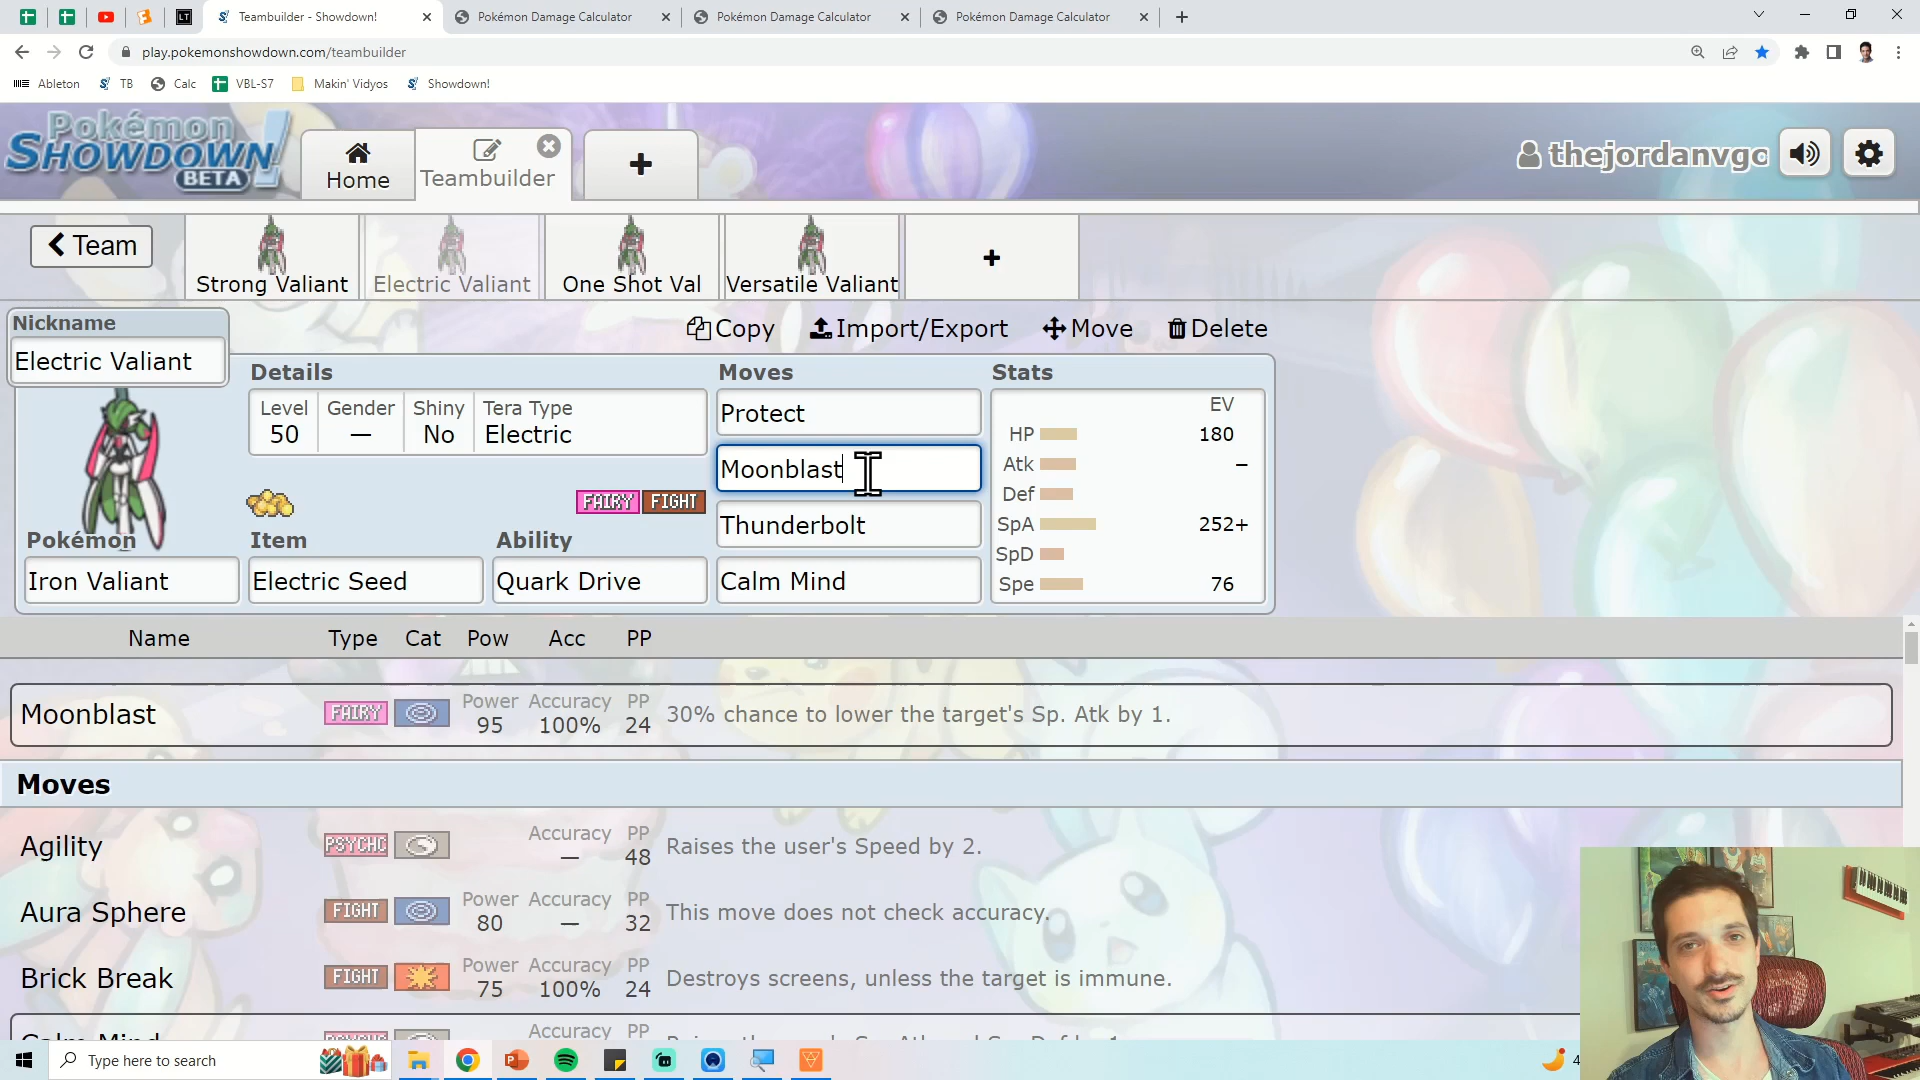 Teambuilder - Showdown!
Pokémon Damage Calculator
Pokémon Damage Calculator
Pokémon Damage Calculator
play.pokemonshowdown.com/teambuilder
Ableton
TB
Calc
VBL-S7
Makin' Vidyos
Showdown!
Pokémon
SHOWDOWN!
BETA
Home
Teambuilder
thejordanvgc
Team
Strong Valiant
Electric Valiant
One Shot Val
Versatile Valiant
Nickname
Electric Valiant
Copy
Import/Export
Move
Delete
Details
Level
50
Gender
—
Shiny
No
Tera Type
Electric
FAIRY
FIGHT
Pokémon
Iron Valiant
Item
Electric Seed
Ability
Quark Drive
Moves
Protect
Moonblast
Thunderbolt
Calm Mind
Stats
EV
HP 180
Atk –
Def
SpA 252+
SpD
Spe 76
Name Type Cat Pow Acc PP
Moonblast FAIRY Power 95 Accuracy 100% PP 24 30% chance to lower the target's Sp. Atk by 1.
Moves
Agility PSYCHC Accuracy — PP 48 Raises the user's Speed by 2.
Aura Sphere FIGHT Power 80 Accuracy — PP 32 This move does not check accuracy.
Brick Break FIGHT Power 75 Accuracy 100% PP 24 Destroys screens, unless the target is immune.
Calm Mind Accuracy PP
Type here to search